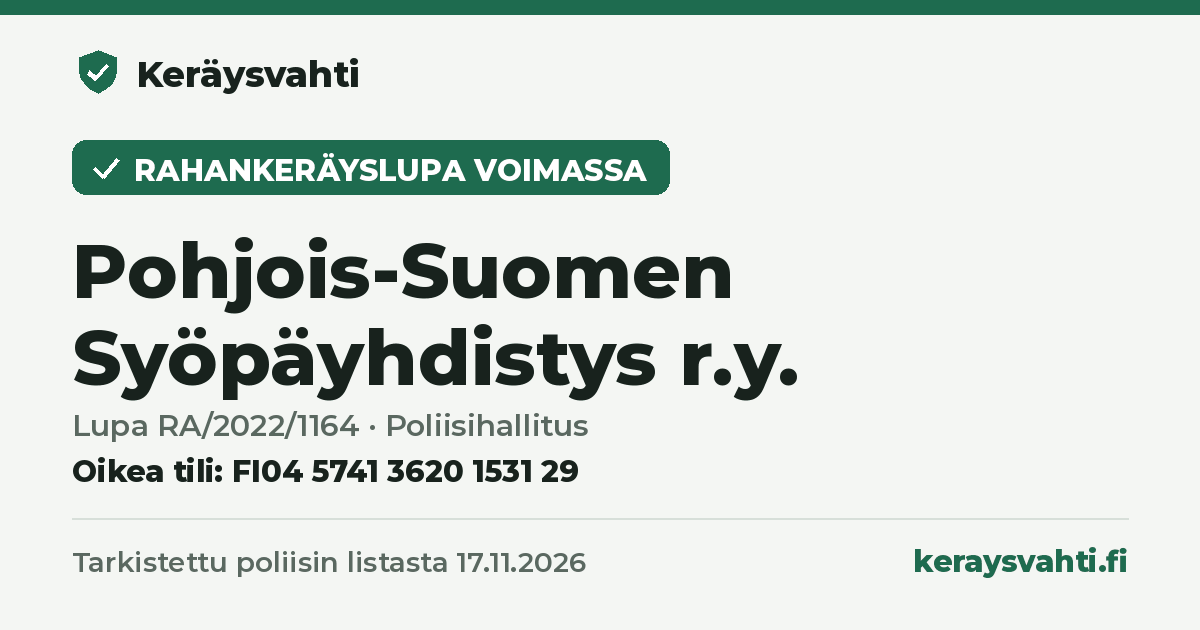 Keräysvahti
RAHANKERÄYSLUPA VOIMASSA
Pohjois-Suomen
Syöpäyhdistys r.y.
Lupa RA/2022/1164 · Poliisihallitus
Oikea tili: FI04 5741 3620 1531 29
Tarkistettu poliisin listasta 17.11.2026
keraysvahti.fi